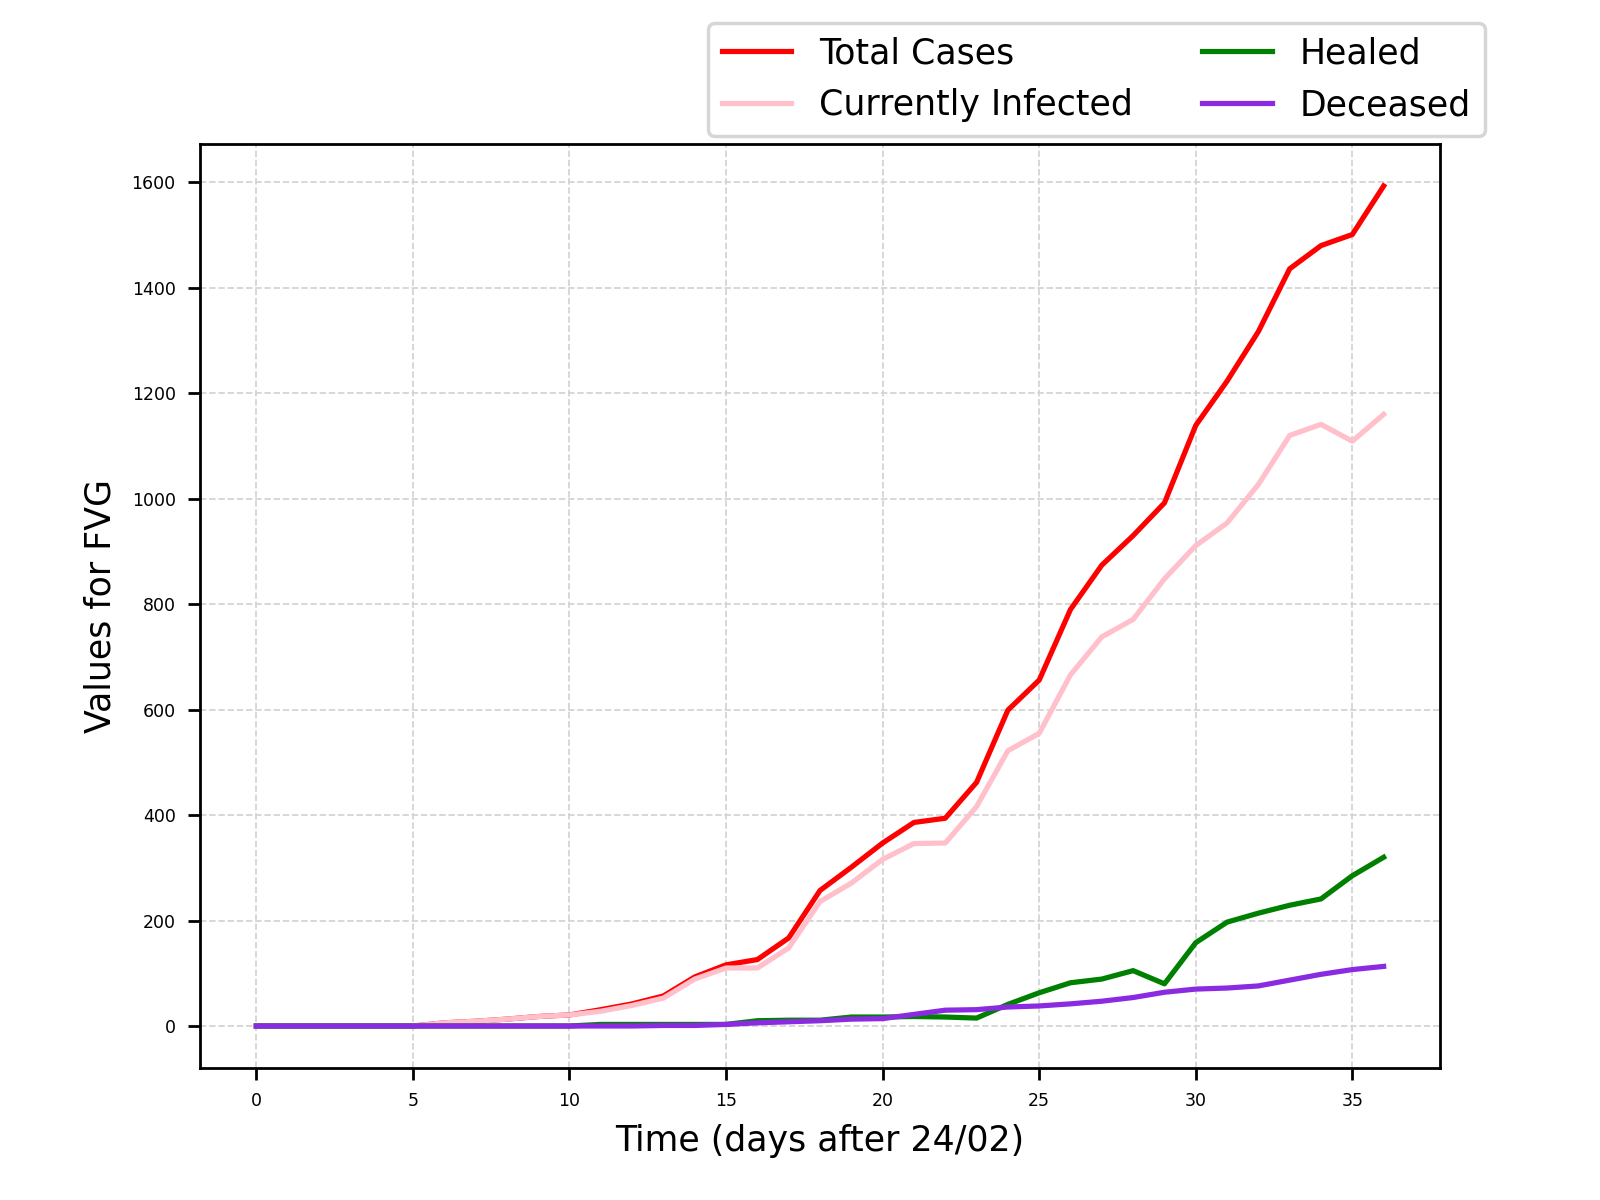 Total Cases
Currently Infected
Healed
Deceased
1600
1400
1200
1000
800
600
400
200
0
Values for FVG
0 5 10 15 20 25 30 35
Time (days after 24/02)